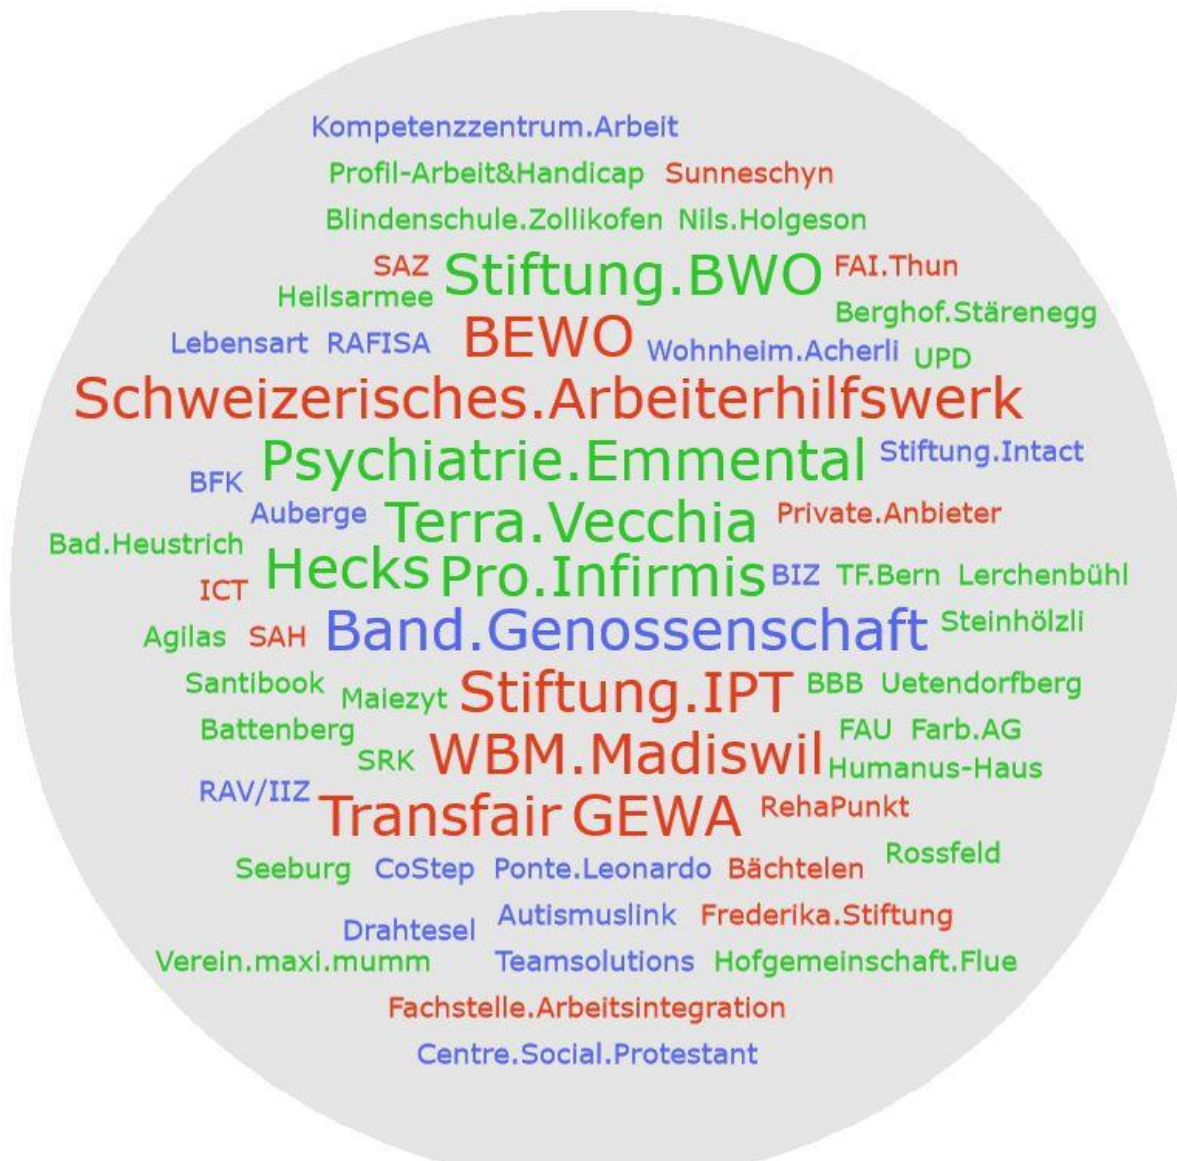 Kompetenzzentrum.Arbeit
Profil-Arbeit&Handicap Sunneschyn
Blindenschule.Zollikofen Nils.Holgeson
SAZ Stiftung.BWO FAI.Thun
Heilsarmee Berghof.Stärenegg
Lebensart RAFISA BEWO Wohnheim.Acherli UPD
Schweizerisches.Arbeiterhilfswerk
BFK Psychiatrie.Emmental Stiftung.Intact
Auberge Terra.Vecchia Private.Anbieter
Bad.Heustrich
ICT Hecks Pro.Infirmis BIZ TF.Bern Lerchenbühl
Agilas SAH Band.Genossenschaft Steinhölzli
Santibook Maiezyt Stiftung.IPT BBB Uetendorfberg
Battenberg FAU Farb.AG
SRK WBM.Madiswil Humanus-Haus
RAV/IIZ Transfair GEWA RehaPunkt
Seeburg CoStep Ponte.Leonardo Bächtelen Rossfeld
Drahtesel Autismuslink Frederika.Stiftung
Verein.maxi.mumm Teamsolutions Hofgemeinschaft.Flue
Fachstelle.Arbeitsintegration
Centre.Social.Protestant